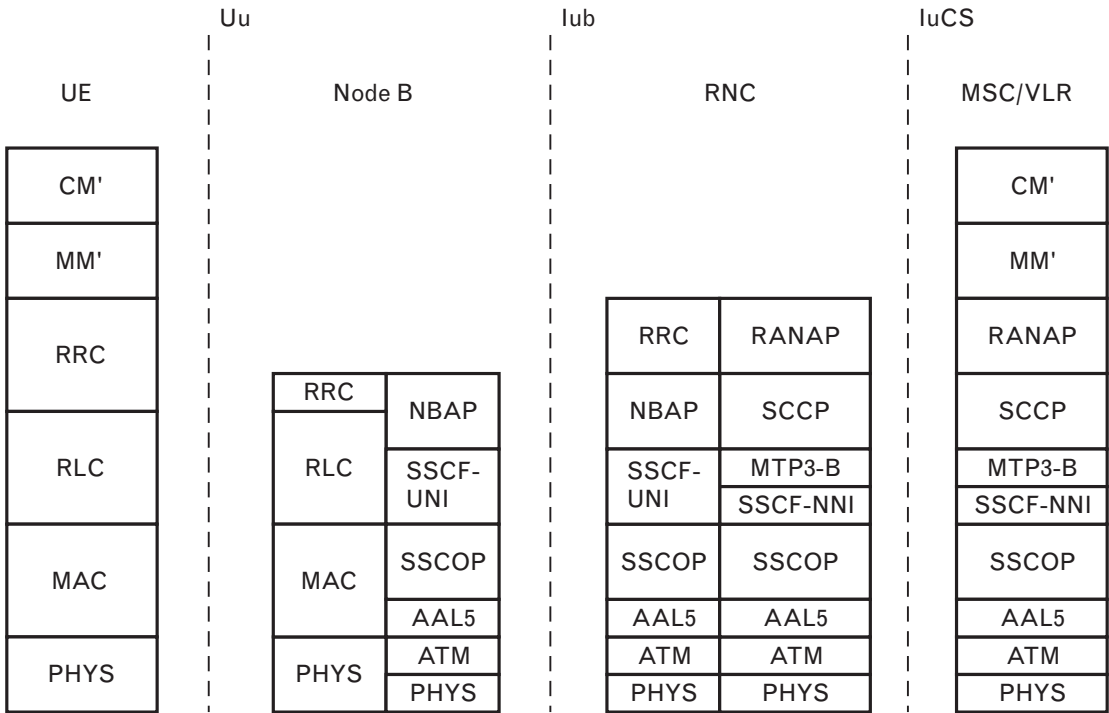 Uu
Iub
IuCS
UE
Node B
RNC
MSC/VLR
CM'
MM'
RRC
RLC
MAC
PHYS
RRC
RLC
MAC
PHYS
NBAP
SSCF-
UNI
SSCOP
AAL5
ATM
PHYS
RRC
NBAP
SSCF-
UNI
SSCOP
AAL5
ATM
PHYS
RANAP
SCCP
MTP3-B
SSCF-NNI
SSCOP
AAL5
ATM
PHYS
CM'
MM'
RANAP
SCCP
MTP3-B
SSCF-NNI
SSCOP
AAL5
ATM
PHYS